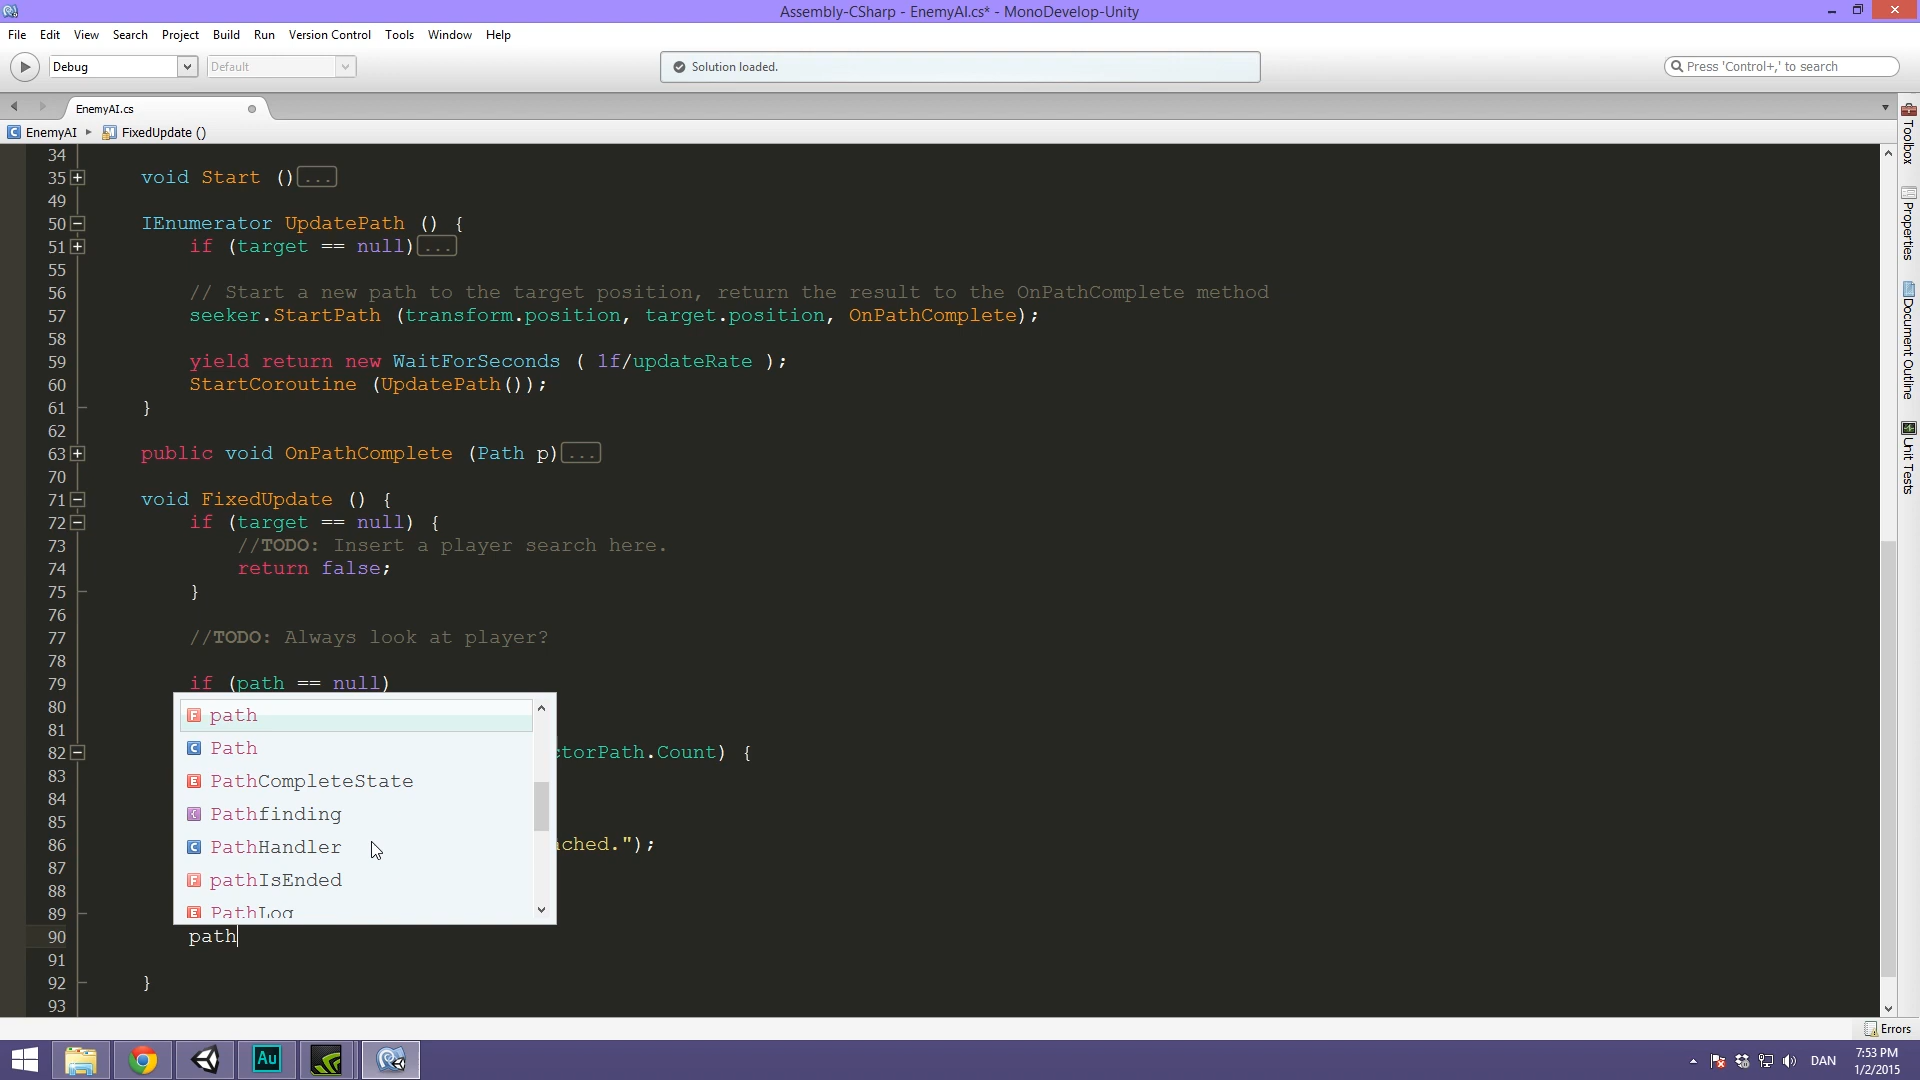 Assembly-CSharp - EnemyAI.cs* - MonoDevelop-Unity
File Edit View Search Project Build Run Version Control Tools Window Help
Debug Default Solution loaded. Press 'Control+,' to search
EnemyAI.cs
EnemyAI FixedUpdate ()
34
35 void Start () ...
49
50 IEnumerator UpdatePath () {
51 if (target == null) ...
55
56 // Start a new path to the target position, return the result to the OnPathComplete method
57 seeker.StartPath (transform.position, target.position, OnPathComplete);
58
59 yield return new WaitForSeconds ( 1f/updateRate );
60 StartCoroutine (UpdatePath());
61 }
62
63 public void OnPathComplete (Path p) ...
70
71 void FixedUpdate () {
72 if (target == null) {
73 //TODO: Insert a player search here.
74 return false;
75 }
76
77 //TODO: Always look at player?
78
79 if (path == null)
80 path
81
82 Path ctorPath.Count) {
83 PathCompleteState
84 Pathfinding
85
86 PathHandler ched.");
87
88 pathIsEnded
89 PathLog
90 path
91
92 }
93
Toolbox
Properties
Document Outline
Unit Tests
Errors
Au DAN 7:53 PM
1/2/2015